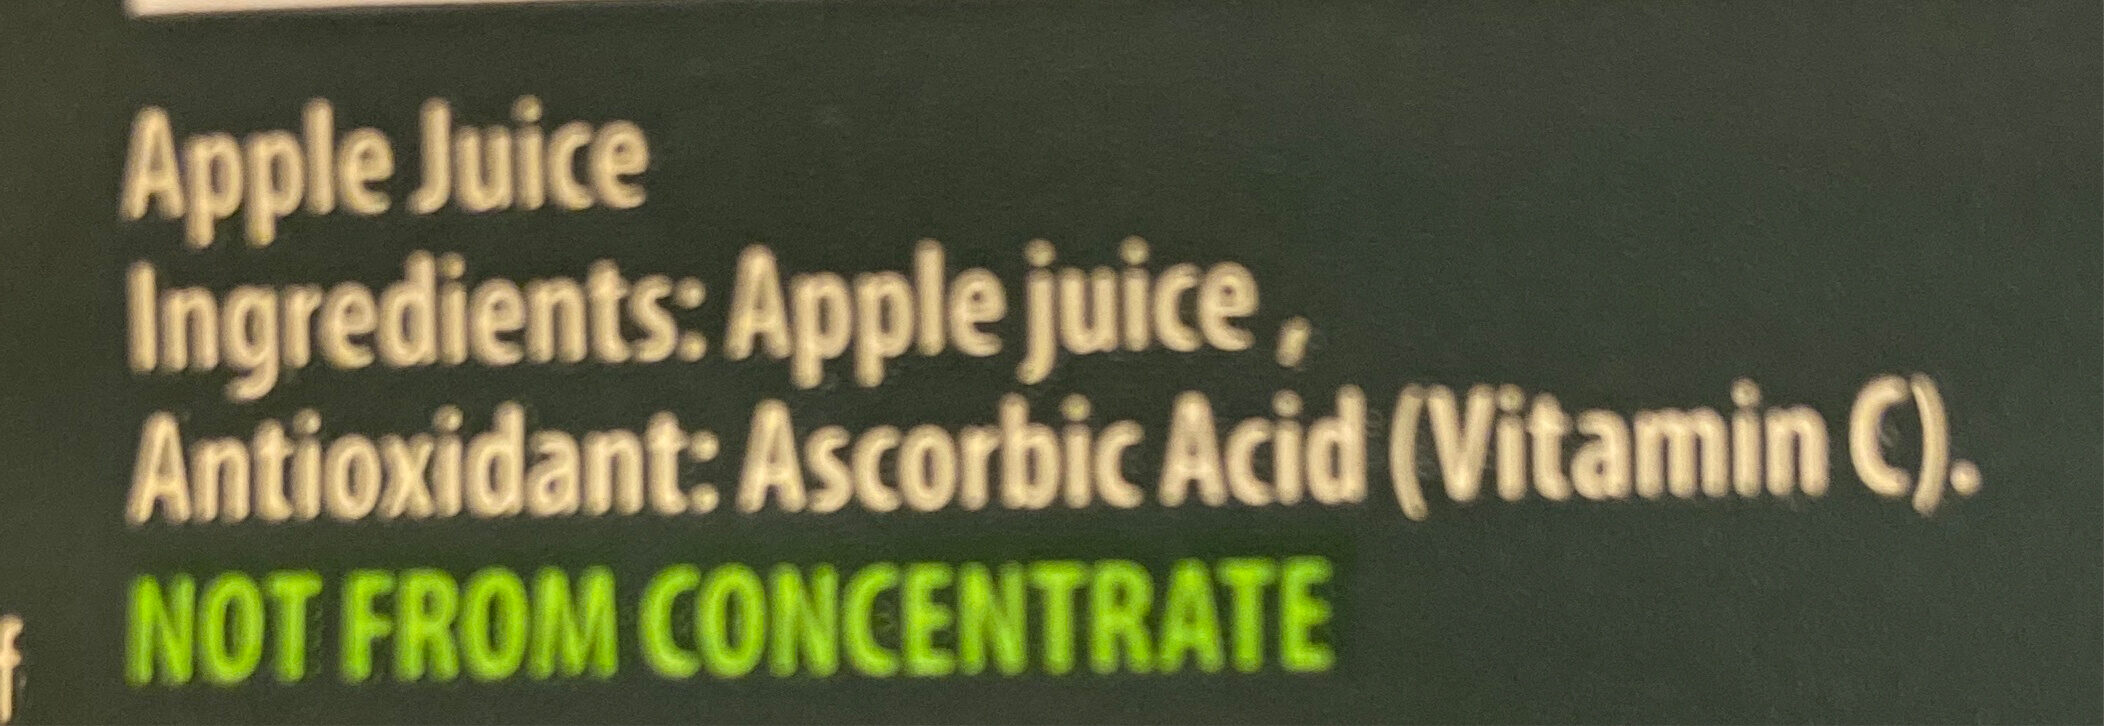 Apple Juice
Ingredients: Apple juice ,
Antioxidant: Ascorbic Acid (Vitamin C).
NOT FROM CONCENTRATE